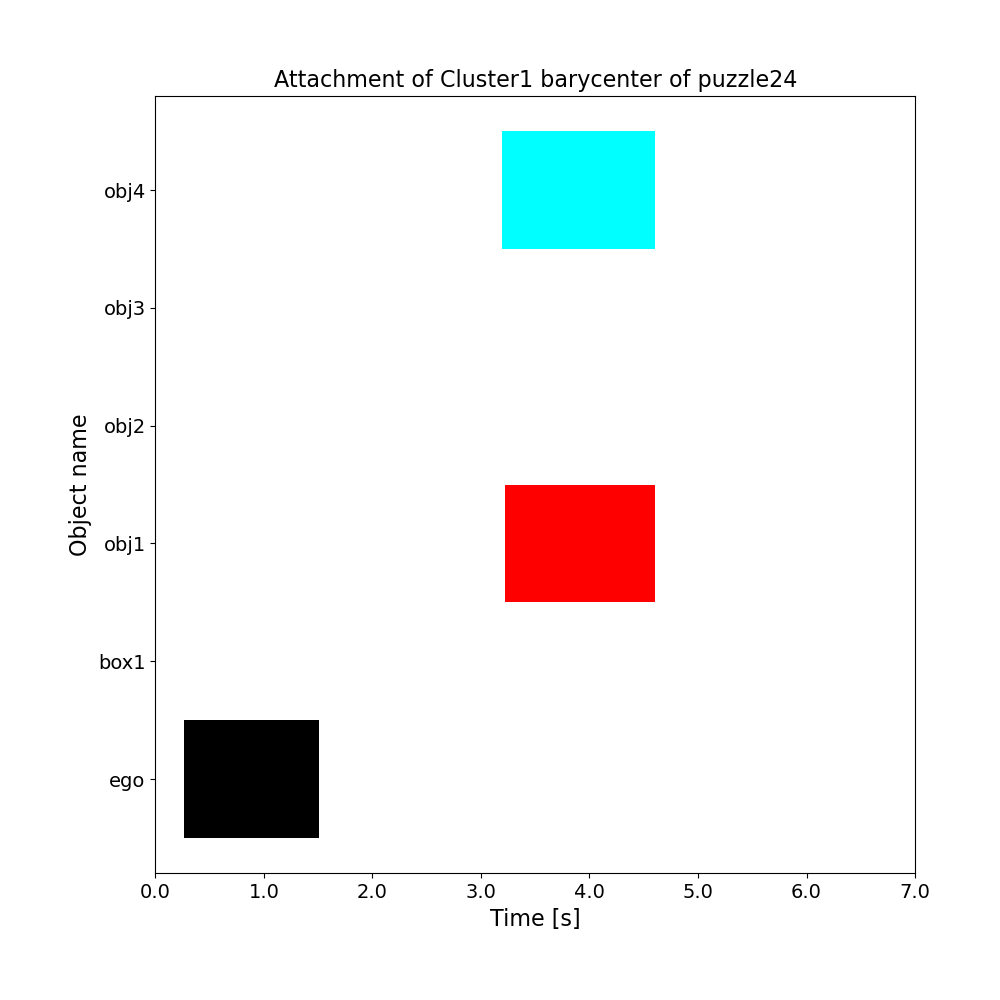 Attachment of Cluster1 barycenter of puzzle24
obj4
obj3
obj2
obj1
box1
ego
Object name
0.0 1.0 2.0 3.0 4.0 5.0 6.0 7.0
Time [s]